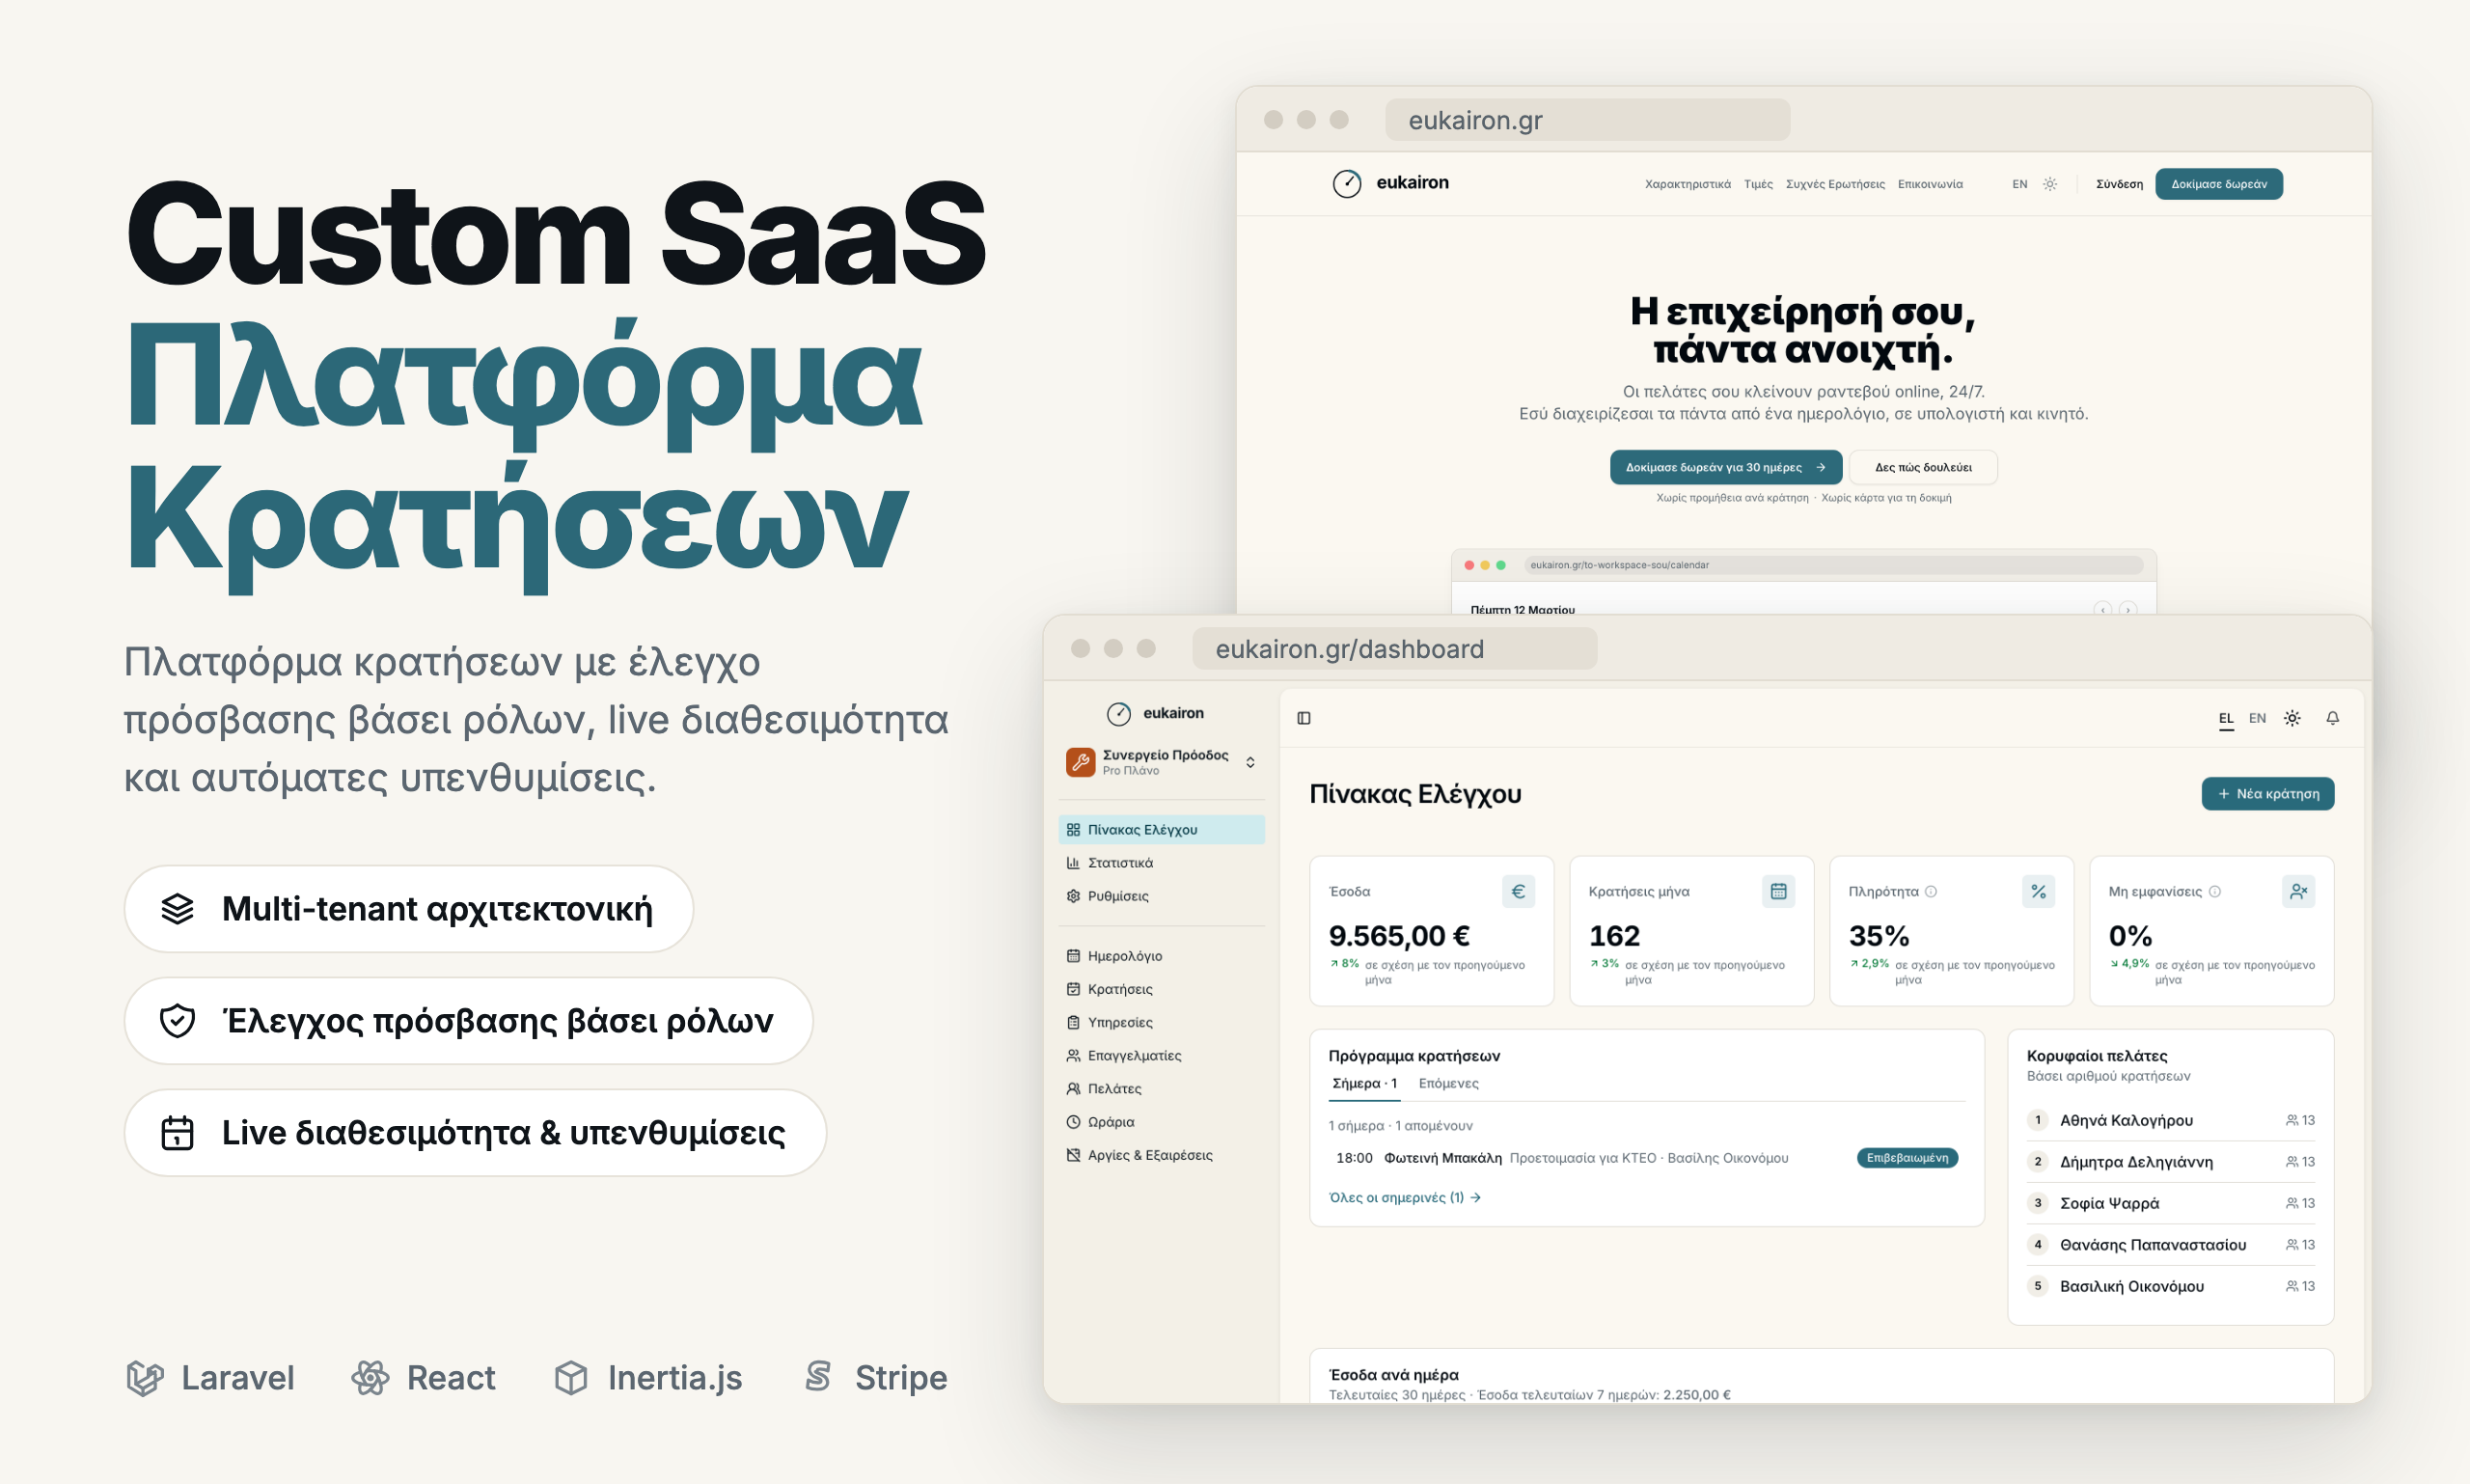 Custom SaaS
Πλατφόρμα
Κρατήσεων
Πλατφόρμα κρατήσεων με έλεγχο
πρόσβασης βάσει ρόλων, live διαθεσιμότητα
και αυτόματες υπενθυμίσεις.
Multi-tenant αρχιτεκτονική
Έλεγχος πρόσβασης βάσει ρόλων
Live διαθεσιμότητα & υπενθυμίσεις
Laravel React Inertia.js Stripe
eukairon.gr
eukairon Χαρακτηριστικά Τιμές Συχνές Ερωτήσεις Επικοινωνία EN Σύνδεση Δοκίμασε δωρεάν
Η επιχείρησή σου,
πάντα ανοιχτή.
Οι πελάτες σου κλείνουν ραντεβού online, 24/7.
Εσύ διαχειρίζεσαι τα πάντα από ένα ημερολόγιο, σε υπολογιστή και κινητό.
Δοκίμασε δωρεάν για 30 ημέρες → Δες πώς δουλεύει
Χωρίς προμήθεια ανά κράτηση · Χωρίς κάρτα για τη δοκιμή
eukairon.gr/to-workspace-sou/calendar
Πέμπτη 12 Μαρτίου
eukairon.gr/dashboard
eukairon
Συνεργείο Πρόοδος
Pro Πλάνο
Πίνακας Ελέγχου
Στατιστικά
Ρυθμίσεις
Ημερολόγιο
Κρατήσεις
Υπηρεσίες
Επαγγελματίες
Πελάτες
Ωράρια
Αργίες & Εξαιρέσεις
EL EN
Πίνακας Ελέγχου
+ Νέα κράτηση
Έσοδα €
9.565,00 €
8% σε σχέση με τον προηγούμενο
μήνα
Κρατήσεις μήνα
162
3% σε σχέση με τον προηγούμενο
μήνα
Πληρότητα %
35%
2,9% σε σχέση με τον προηγούμενο
μήνα
Μη εμφανίσεις
0%
4,9% σε σχέση με τον προηγούμενο
μήνα
Πρόγραμμα κρατήσεων
Σήμερα · 1 Επόμενες
1 σήμερα · 1 απομένουν
18:00 Φωτεινή Μπακάλη Προετοιμασία για ΚΤΕΟ · Βασίλης Οικονόμου Επιβεβαιωμένη
Όλες οι σημερινές (1) →
Κορυφαίοι πελάτες
Βάσει αριθμού κρατήσεων
1 Αθηνά Καλογήρου 13
2 Δήμητρα Δεληγιάννη 13
3 Σοφία Ψαρρά 13
4 Θανάσης Παπαναστασίου 13
5 Βασιλική Οικονόμου 13
Έσοδα ανά ημέρα
Τελευταίες 30 ημέρες · Έσοδα τελευταίων 7 ημερών: 2.250,00 €